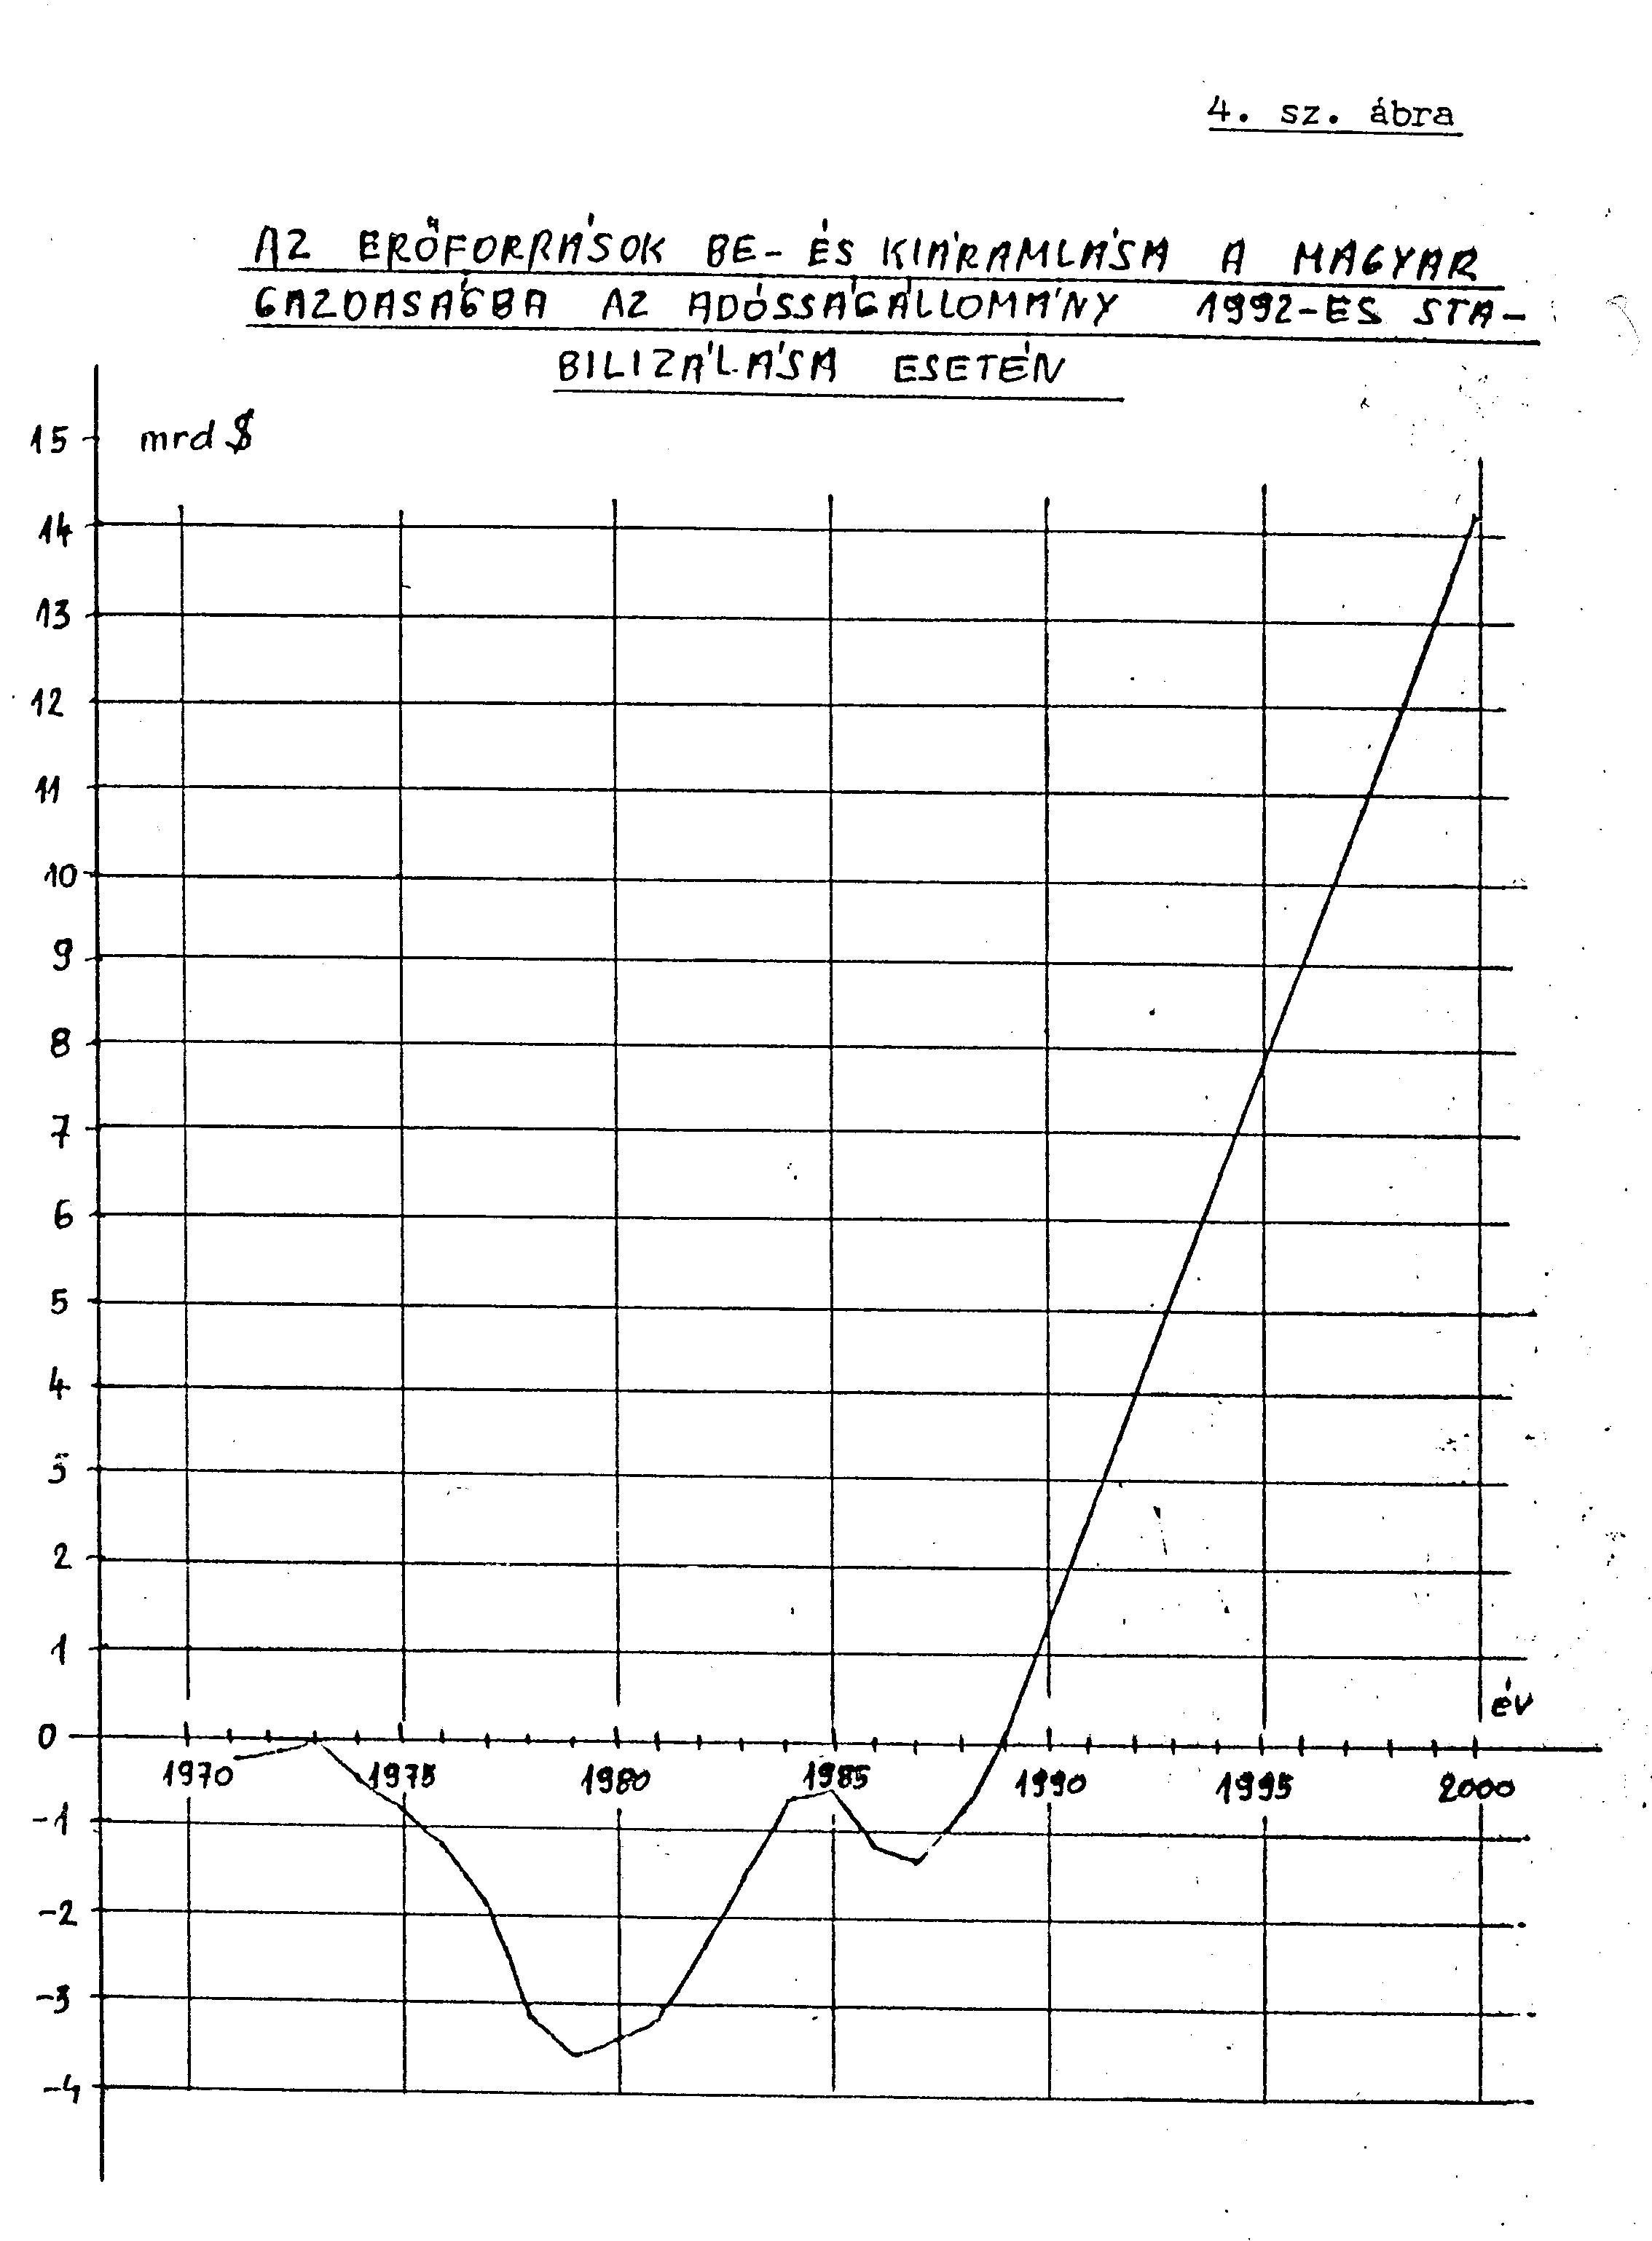 4. sz. ábra
AZ ERŐFORRÁSOK BE- ÉS KIÁRAMLÁSA A MAGYAR
GAZDASÁGBA AZ ADÓSSÁGÁLLOMÁNY 1992-ES STA-
BILIZÁLÁSA ESETÉN
mrd $
15
14
13
12
11
10
9
8
7
6
5
4
3
2
1
0
-1
-2
-3
-4
év
1970 1975 1980 1985 1990 1995 2000